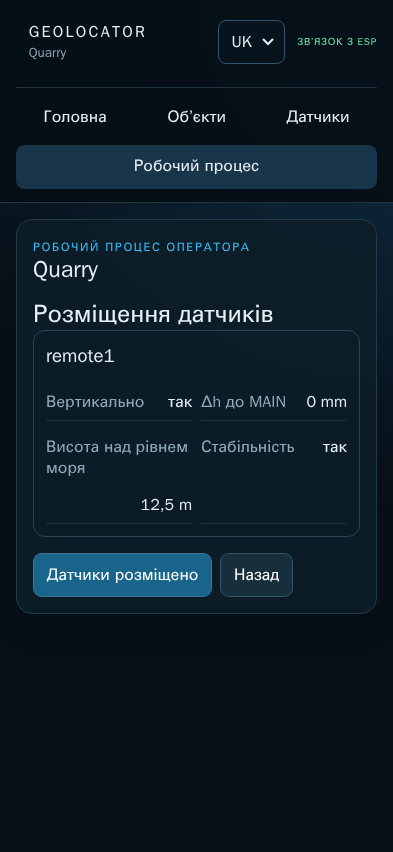 GEOLOCATOR
Quarry
UK
ЗВ'ЯЗОК З ESP
Головна
Об'єкти
Датчики
Робочий процес
РОБОЧИЙ ПРОЦЕС ОПЕРАТОРА
Quarry
Розміщення датчиків
remote1
Вертикально так
Δh до MAIN 0 mm
Висота над рівнем
моря
12,5 m
Стабільність так
Датчики розміщено
Назад